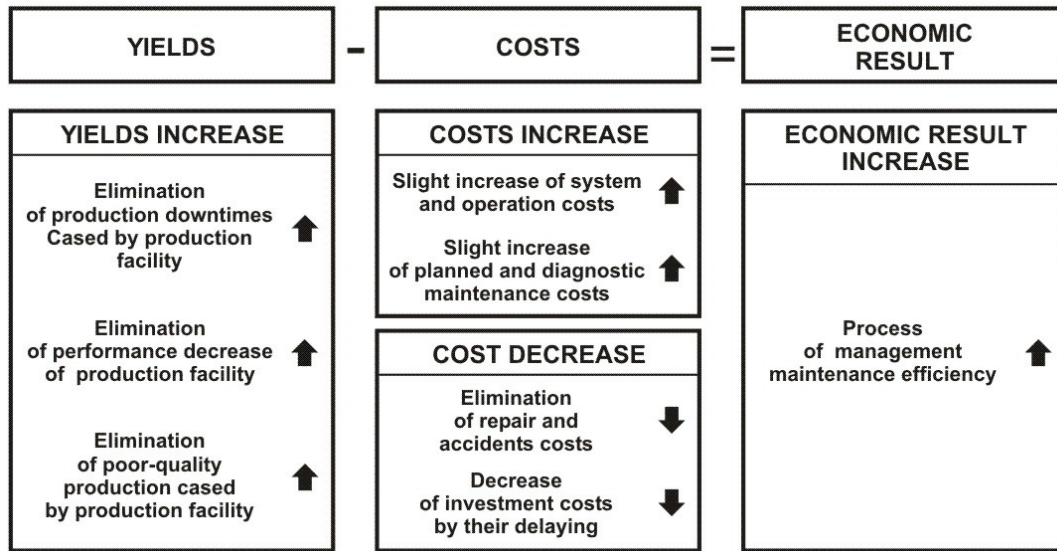 YIELDS
-
COSTS
=
ECONOMIC
RESULT
YIELDS INCREASE
Elimination
of production downtimes
Cased by production
facility
Elimination
of performance decrease
of production facility
Elimination
of poor-quality
production cased
by production facility
COSTS INCREASE
Slight increase of system
and operation costs
Slight increase
of planned and diagnostic
maintenance costs
COST DECREASE
Elimination
of repair and
accidents costs
Decrease
of investment costs
by their delaying
ECONOMIC RESULT
INCREASE
Process
of management
maintenance efficiency